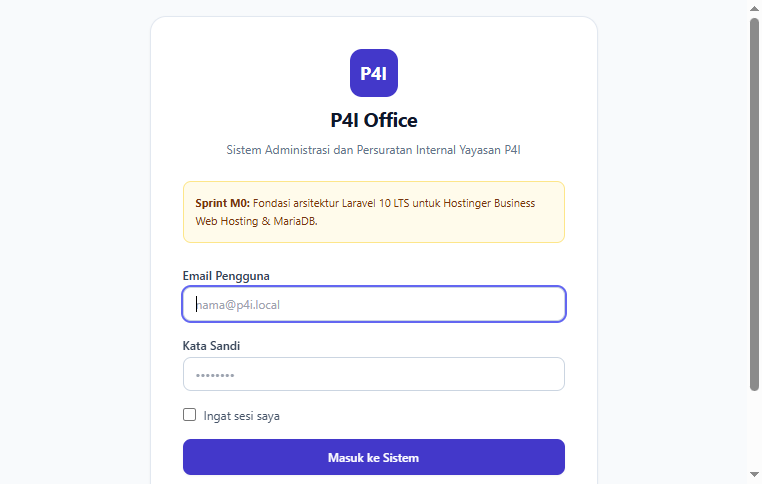 P4I
P4I Office
Sistem Administrasi dan Persuratan Internal Yayasan P4I
Sprint M0: Fondasi arsitektur Laravel 10 LTS untuk Hostinger Business
Web Hosting & MariaDB.
Email Pengguna
nama@p4i.local
Kata Sandi
••••••••
Ingat sesi saya
Masuk ke Sistem